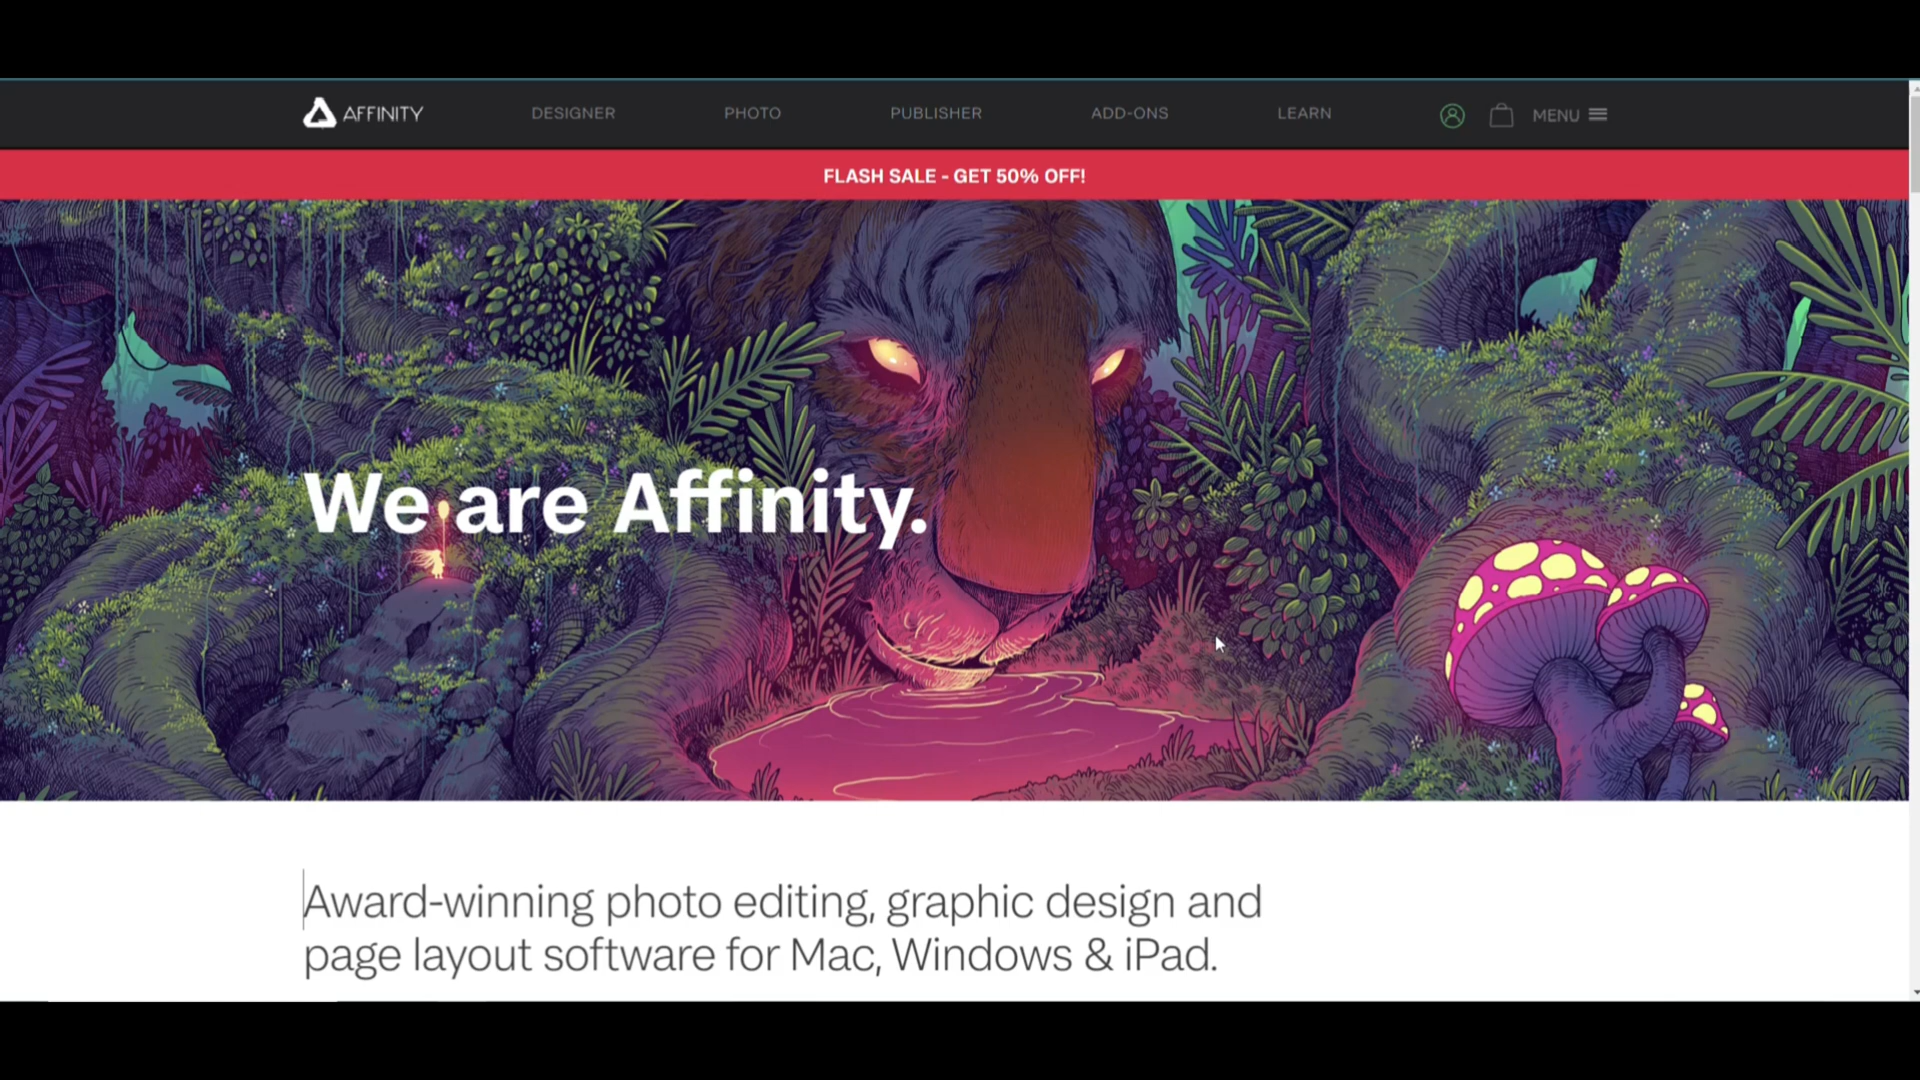 AFFINITY
DESIGNER
PHOTO
PUBLISHER
ADD-ONS
LEARN
MENU
FLASH SALE - GET 50% OFF!
We are Affinity.
Award-winning photo editing, graphic design and
page layout software for Mac, Windows & iPad.